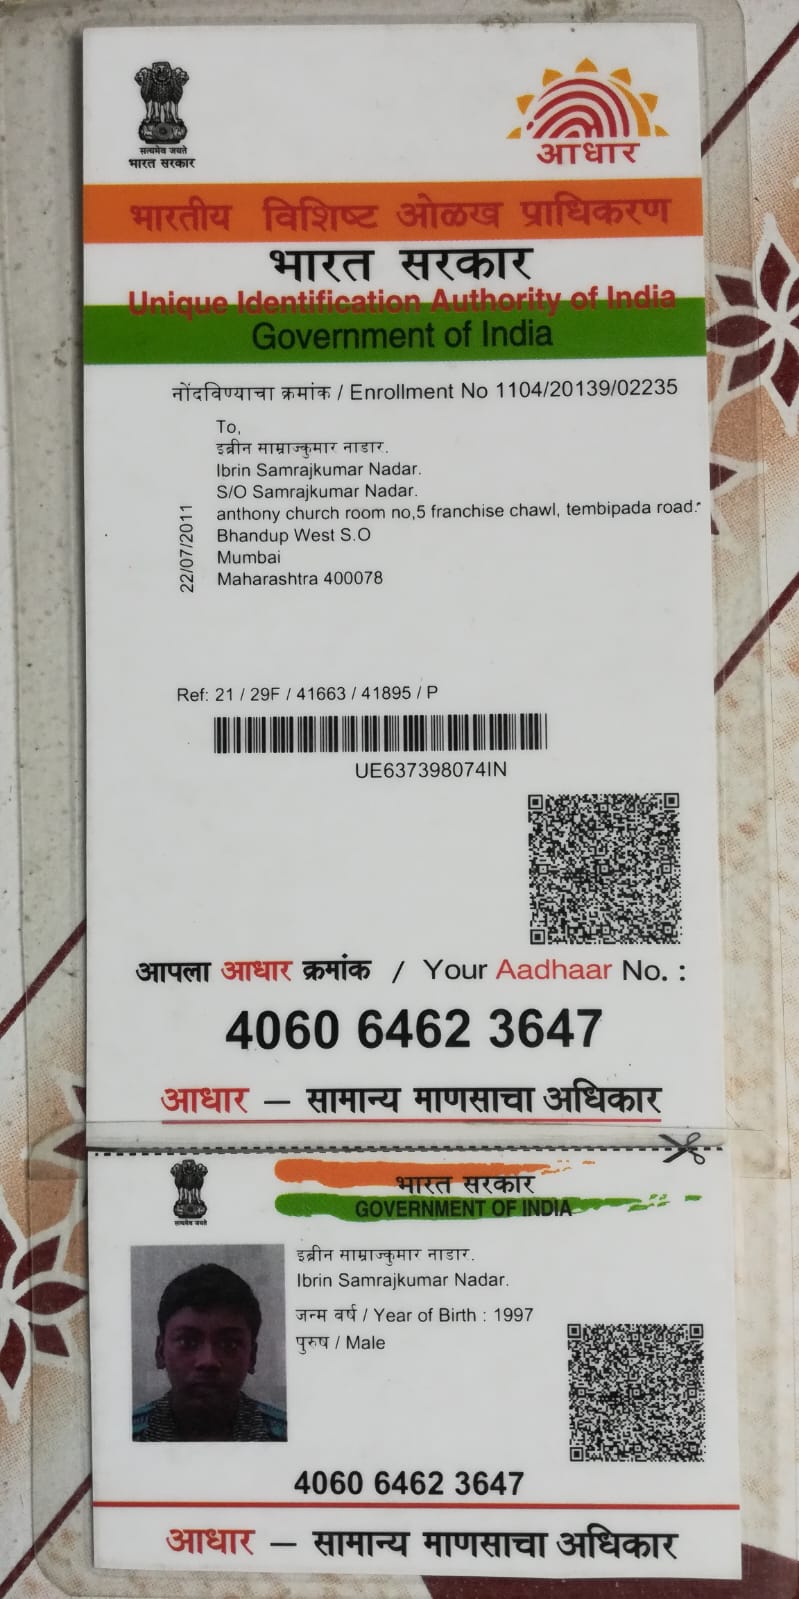 सत्यमेव जयते
भारत सरकार
आधार
भारतीय विशिष्ट ओळख प्राधिकरण
भारत सरकार
Unique Identification Authority of India
Government of India
नोंदविण्याचा क्रमांक / Enrollment No 1104/20139/02235
To,
इब्रीन साम्राज्कुमार नाडार.
Ibrin Samrajkumar Nadar.
S/O Samrajkumar Nadar.
anthony church room no,5 franchise chawl, tembipada road.
Bhandup West S.O
Mumbai
Maharashtra 400078
22/07/2011
Ref: 21 / 29F / 41663 / 41895 / P
UE637398074IN
आपला आधार क्रमांक / Your Aadhaar No. :
4060 6462 3647
आधार – सामान्य माणसाचा अधिकार
सत्यमेव जयते
भारत सरकार
GOVERNMENT OF INDIA
इब्रीन साम्राज्कुमार नाडार.
Ibrin Samrajkumar Nadar.
जन्म वर्ष / Year of Birth : 1997
पुरुष / Male
4060 6462 3647
आधार – सामान्य माणसाचा अधिकार